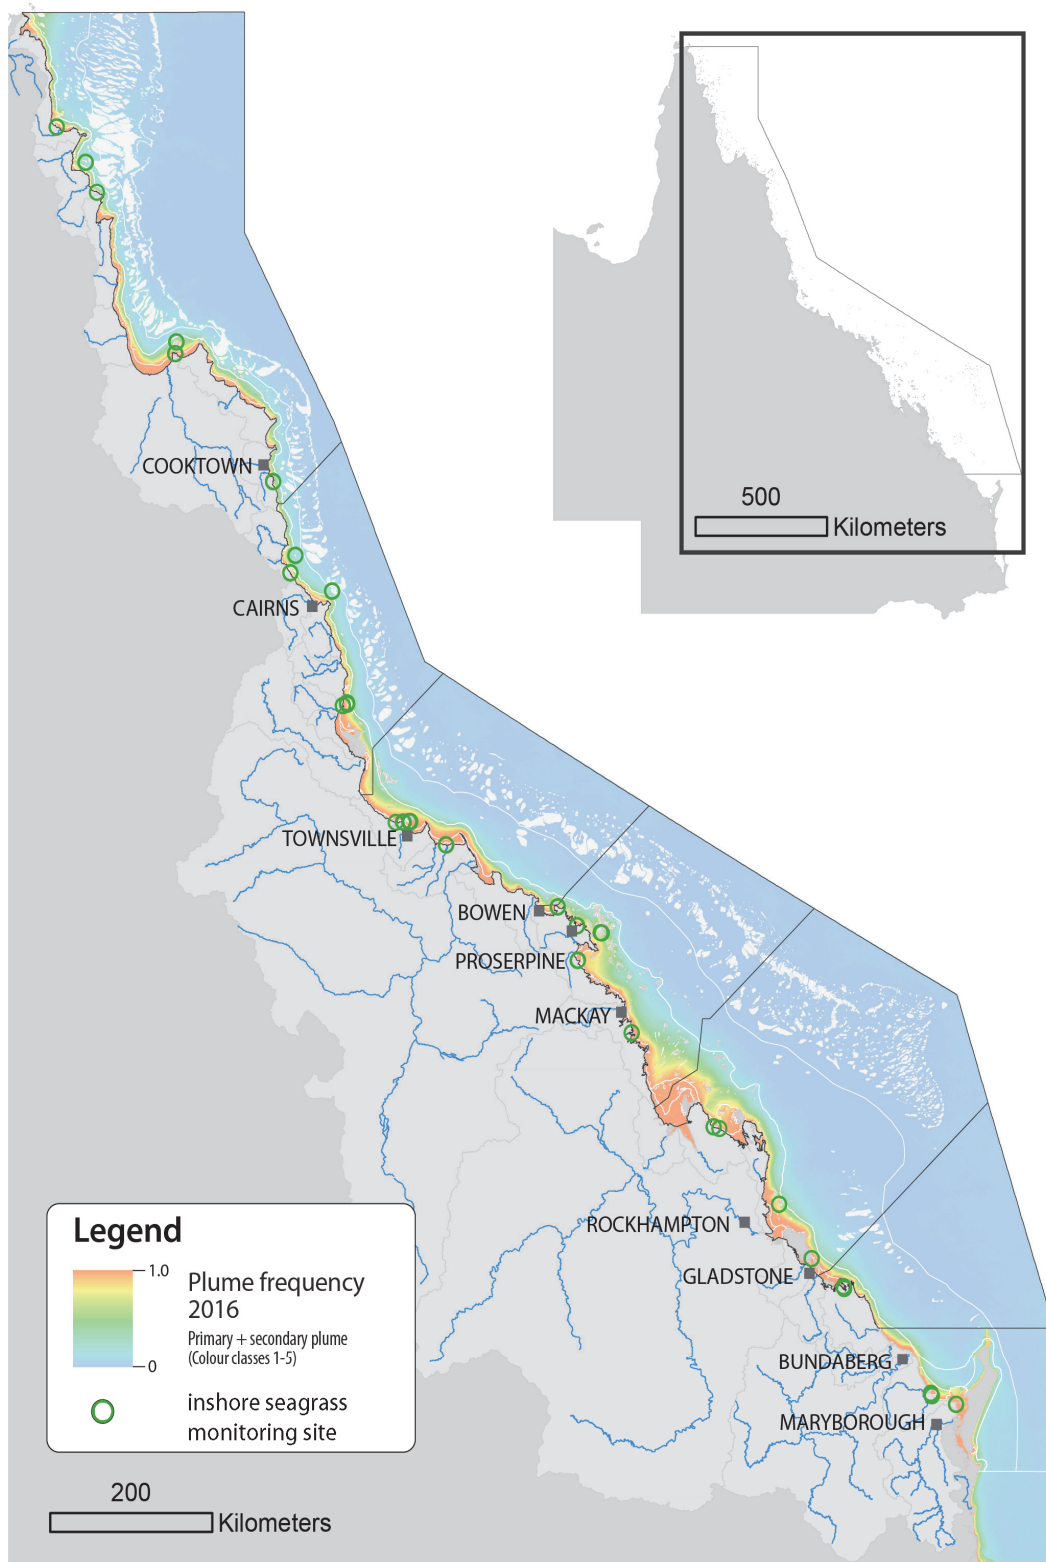 500
Kilometers
COOKTOWN
CAIRNS
TOWNSVILLE
BOWEN
PROSERPINE
MACKAY
ROCKHAMPTON
GLADSTONE
BUNDABERG
MARYBOROUGH
Legend
1.0
0
Plume frequency
2016
Primary + secondary plume
(Colour classes 1-5)
inshore seagrass
monitoring site
200
Kilometers